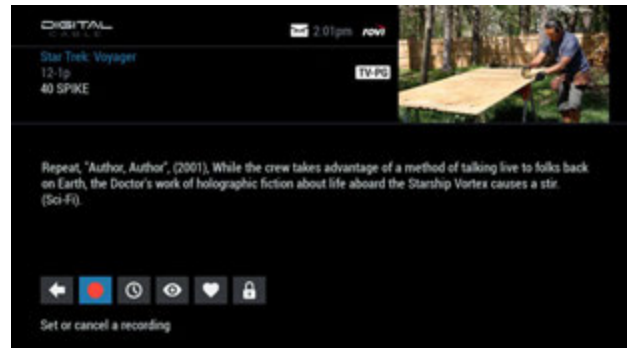 DIGITAL
CABLE
2:01pm rovi
Star Trek: Voyager
12-1p
TV-PG
40 SPIKE
Repeat, "Author, Author", (2001), While the crew takes advantage of a method of talking live to folks back
on Earth, the Doctor's work of holographic fiction about life aboard the Starship Vortex causes a stir.
(Sci-Fi).
Set or cancel a recording